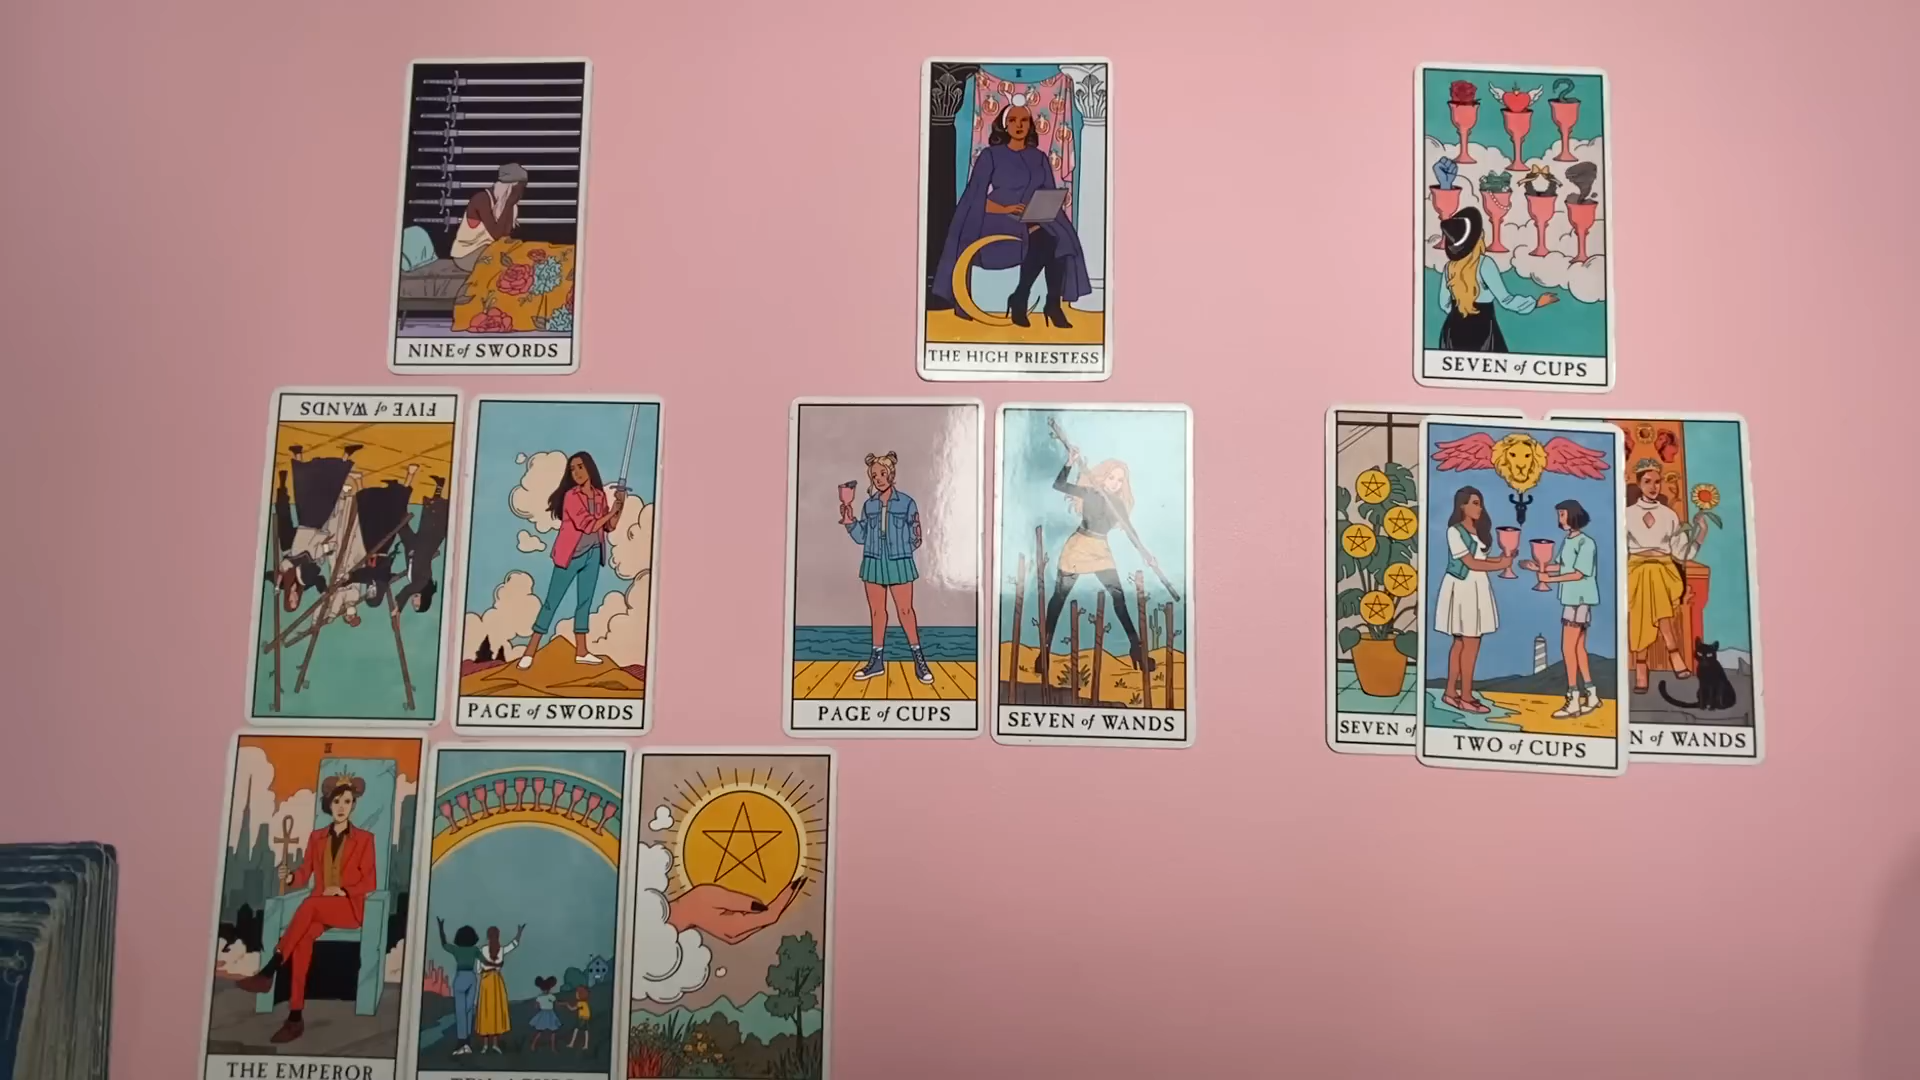 II
NINE of SWORDS
THE HIGH PRIESTESS
SEVEN of CUPS
FIVE of WANDS
PAGE of SWORDS
PAGE of CUPS
SEVEN of WANDS
SEVEN of
TWO of CUPS
N of WANDS
THE EMPEROR